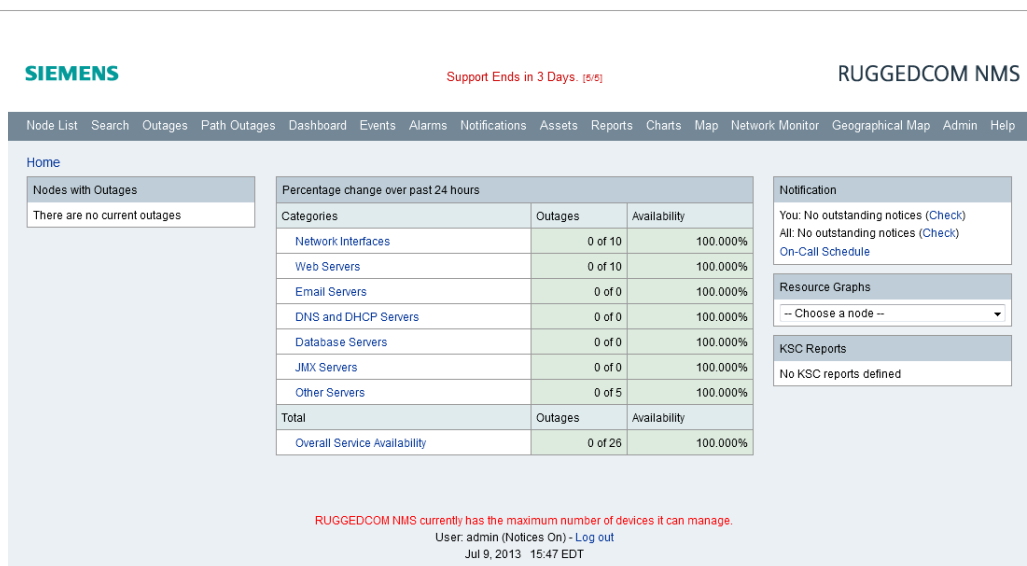 SIEMENS
Support Ends in 3 Days. [5/5]
RUGGEDCOM NMS
Node List Search Outages Path Outages Dashboard Events Alarms Notifications Assets Reports Charts Map Network Monitor Geographical Map Admin Help
Home
Nodes with Outages
There are no current outages
Percentage change over past 24 hours
Categories Outages Availability
Network Interfaces 0 of 10 100.000%
Web Servers 0 of 10 100.000%
Email Servers 0 of 0 100.000%
DNS and DHCP Servers 0 of 0 100.000%
Database Servers 0 of 0 100.000%
JMX Servers 0 of 0 100.000%
Other Servers 0 of 5 100.000%
Total Outages Availability
Overall Service Availability 0 of 26 100.000%
Notification
You: No outstanding notices (Check)
All: No outstanding notices (Check)
On-Call Schedule
Resource Graphs
-- Choose a node --
KSC Reports
No KSC reports defined
RUGGEDCOM NMS currently has the maximum number of devices it can manage.
User: admin (Notices On) - Log out
Jul 9, 2013 15:47 EDT